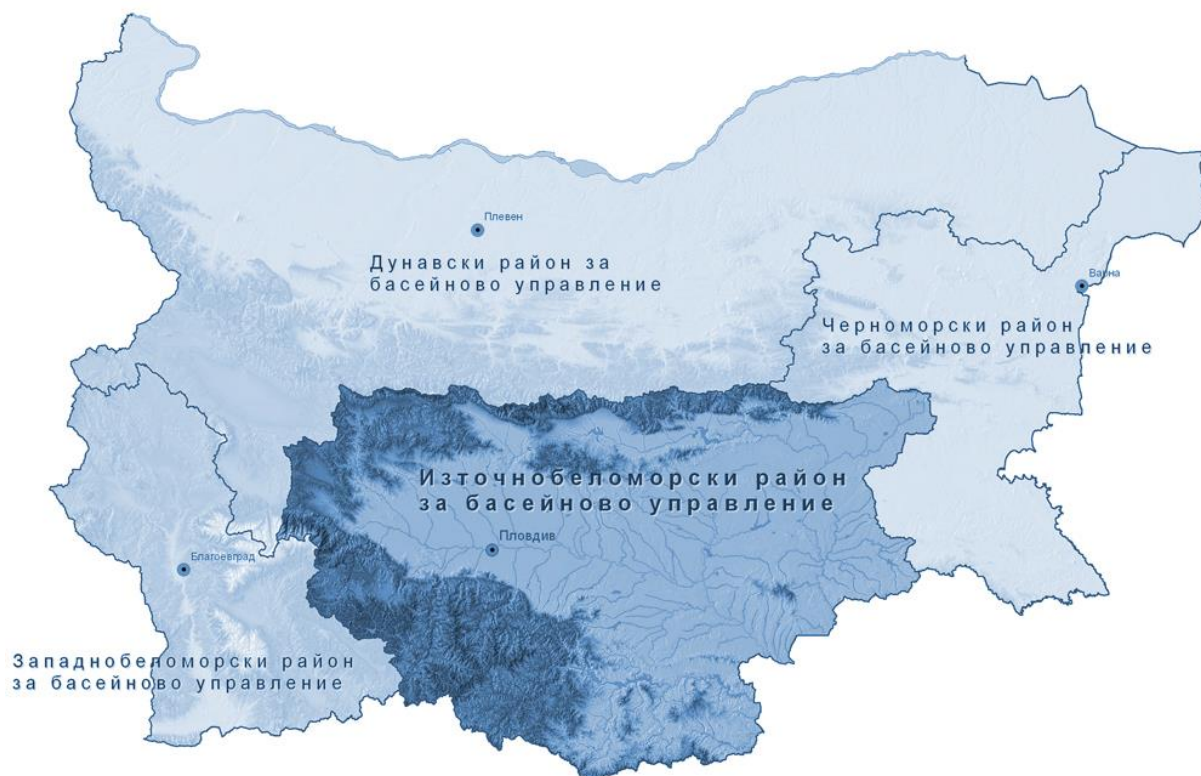 Плевен
Дунавски район за
басейново управление
Варна
Черноморски район
за басейново управление
Източнобеломорски район
за басейново управление
Пловдив
Благоевград
Западнобеломорски район
за басейново управление